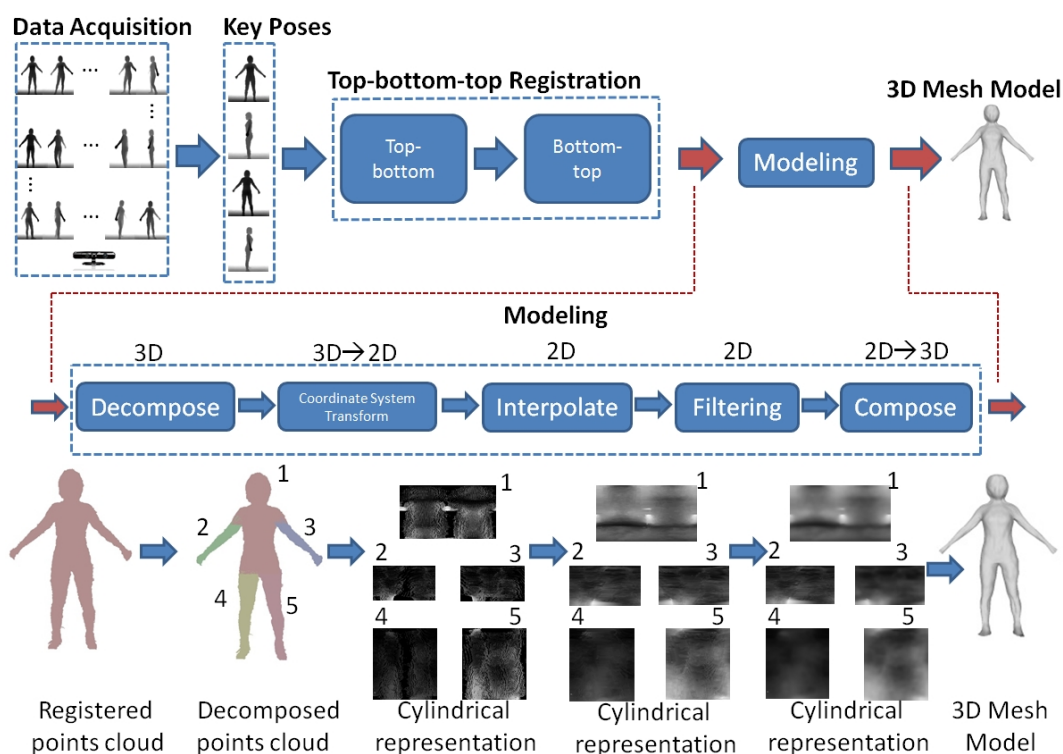 Data Acquisition
Key Poses
Top-bottom-top Registration
3D Mesh Model
...
...
...
...
...
Top-
bottom
Bottom-
top
Modeling
Modeling
3D
3D→2D
2D
2D
2D→3D
Decompose
Coordinate System
Transform
Interpolate
Filtering
Compose
1
2
3
4
5
1
2
3
4
5
1
2
3
4
5
1
2
3
4
5
Registered
points cloud
Decomposed
points cloud
Cylindrical
representation
Cylindrical
representation
Cylindrical
representation
3D Mesh
Model